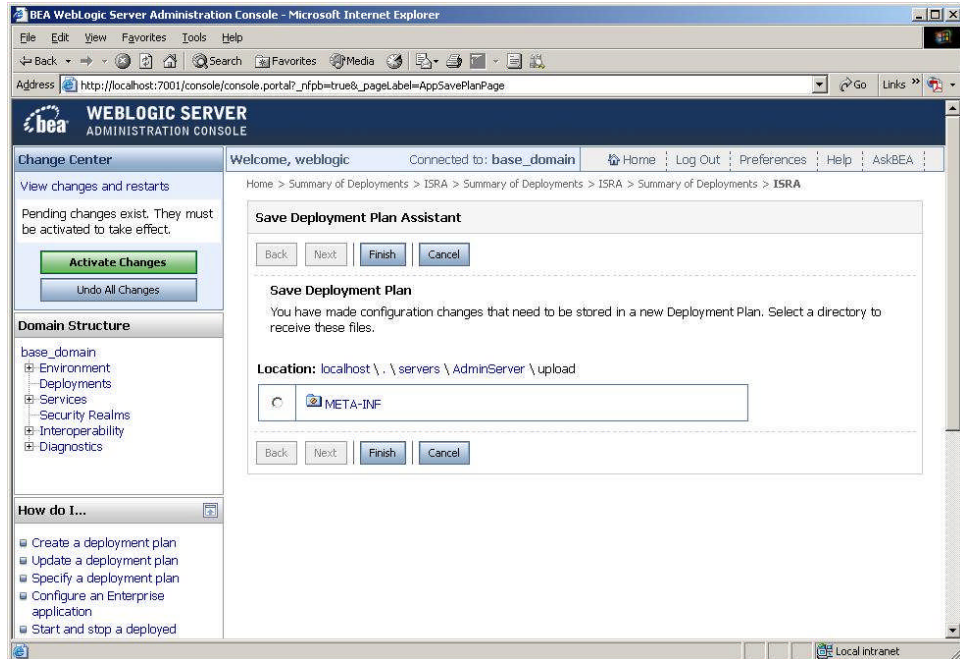 BEA WebLogic Server Administration Console - Microsoft Internet Explorer
File Edit View Favorites Tools Help
Back Search Favorites Media
Address http://localhost:7001/console/console.portal?_nfpb=true&_pageLabel=AppSavePlanPage Go Links »
bea WEBLOGIC SERVER
ADMINISTRATION CONSOLE
Change Center
View changes and restarts
Pending changes exist. They must
be activated to take effect.
Activate Changes
Undo All Changes
Domain Structure
base_domain
Environment
Deployments
Services
Security Realms
Interoperability
Diagnostics
How do I...
Create a deployment plan
Update a deployment plan
Specify a deployment plan
Configure an Enterprise
application
Start and stop a deployed
Welcome, weblogic Connected to: base_domain Home Log Out Preferences Help AskBEA
Home > Summary of Deployments > ISRA > Summary of Deployments > ISRA > Summary of Deployments > ISRA
Save Deployment Plan Assistant
Back Next Finish Cancel
Save Deployment Plan
You have made configuration changes that need to be stored in a new Deployment Plan. Select a directory to
receive these files.
Location: localhost \ . \ servers \ AdminServer \ upload
META-INF
Back Next Finish Cancel
Local intranet